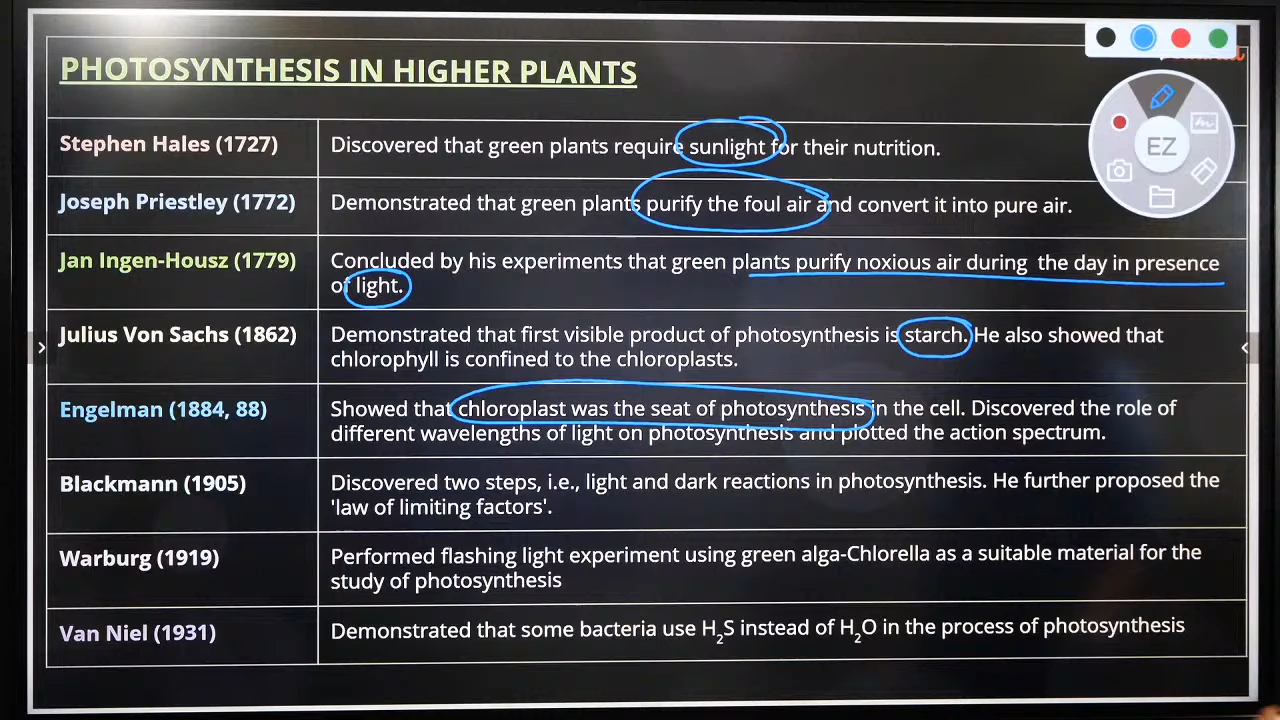 PHOTOSYNTHESIS IN HIGHER PLANTS
Stephen Hales (1727)
Discovered that green plants require sunlight for their nutrition.
Joseph Priestley (1772)
Demonstrated that green plants purify the foul air and convert it into pure air.
Jan Ingen-Housz (1779)
Concluded by his experiments that green plants purify noxious air during the day in presence
of light.
Julius Von Sachs (1862)
Demonstrated that first visible product of photosynthesis is starch. He also showed that
chlorophyll is confined to the chloroplasts.
Engelman (1884, 88)
Showed that chloroplast was the seat of photosynthesis in the cell. Discovered the role of
different wavelengths of light on photosynthesis and plotted the action spectrum.
Blackmann (1905)
Discovered two steps, i.e., light and dark reactions in photosynthesis. He further proposed the
'law of limiting factors'.
Warburg (1919)
Performed flashing light experiment using green alga-Chlorella as a suitable material for the
study of photosynthesis
Van Niel (1931)
Demonstrated that some bacteria use H₂S instead of H₂O in the process of photosynthesis
EZ